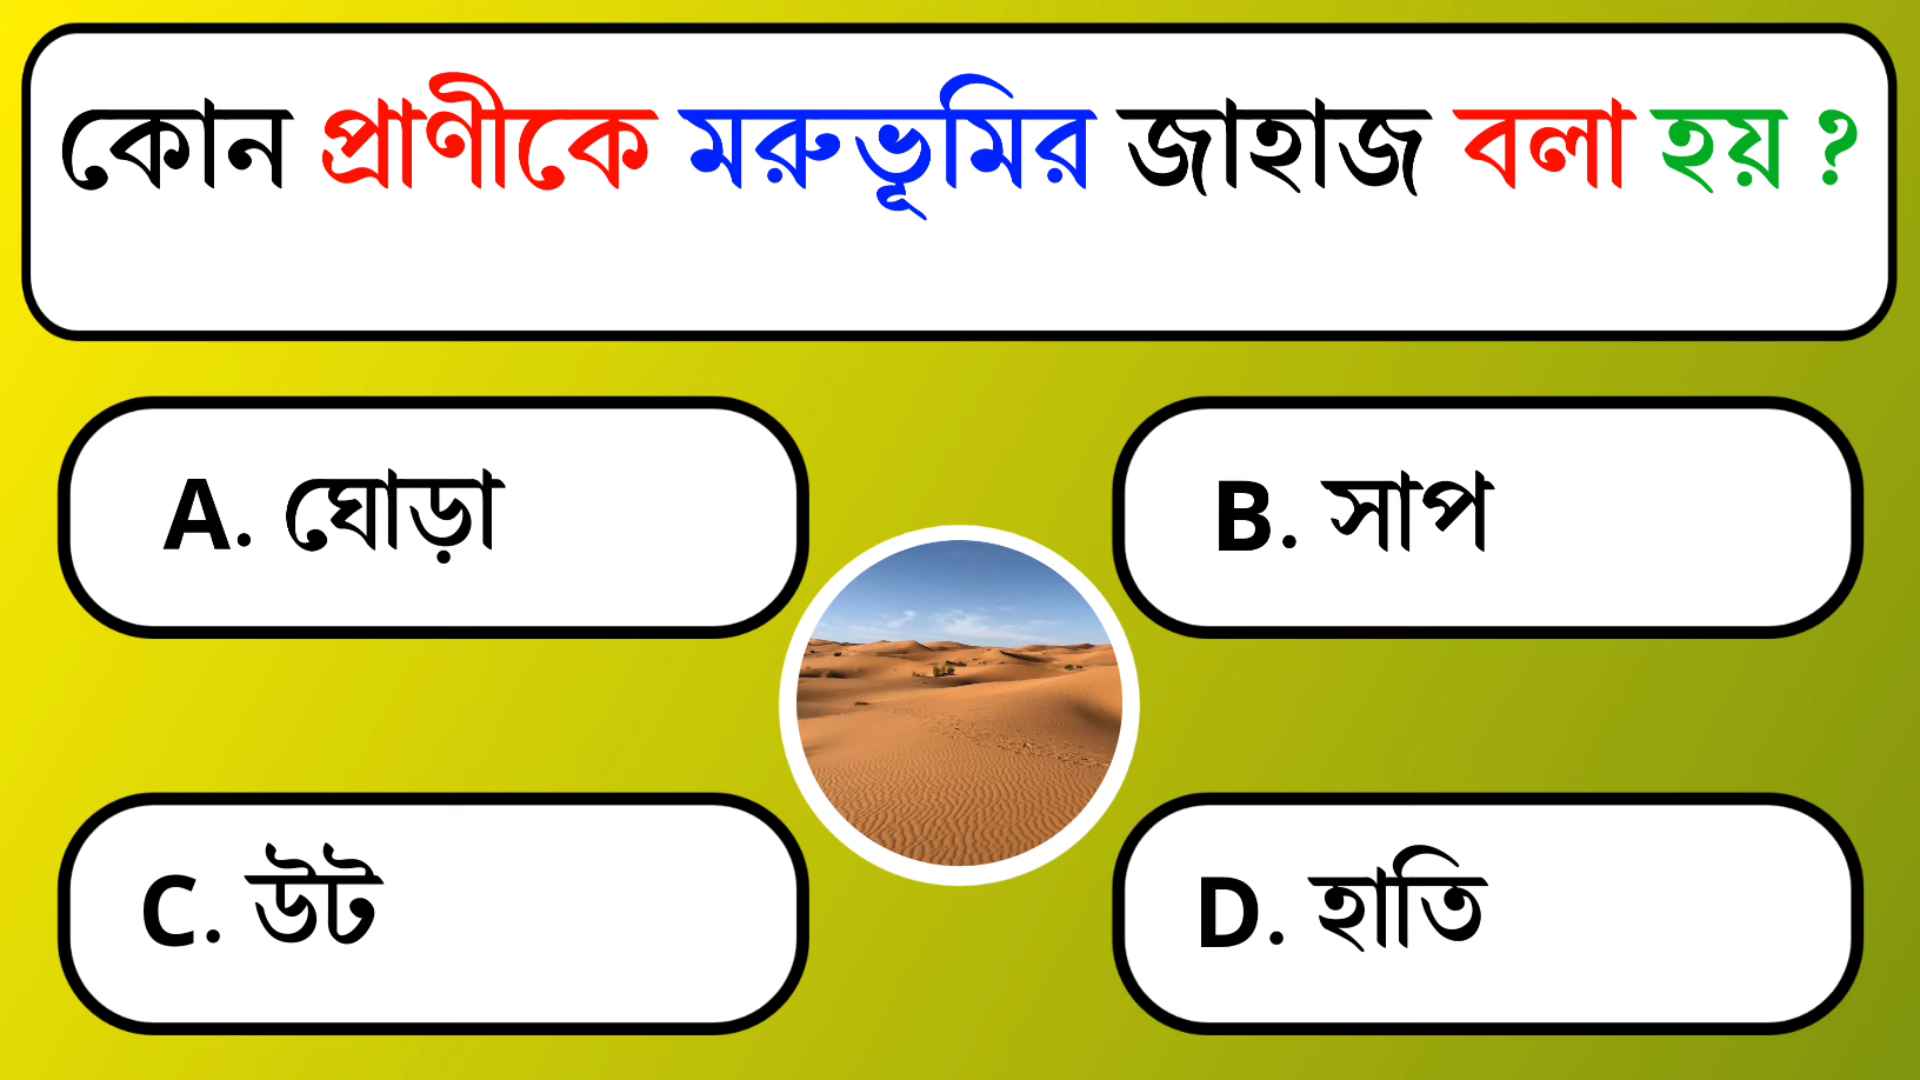 কোন প্রাণীকে মরুভূমির জাহাজ বলা হয় ?
A. ঘোড়া
B. সাপ
C. উট
D. হাতি